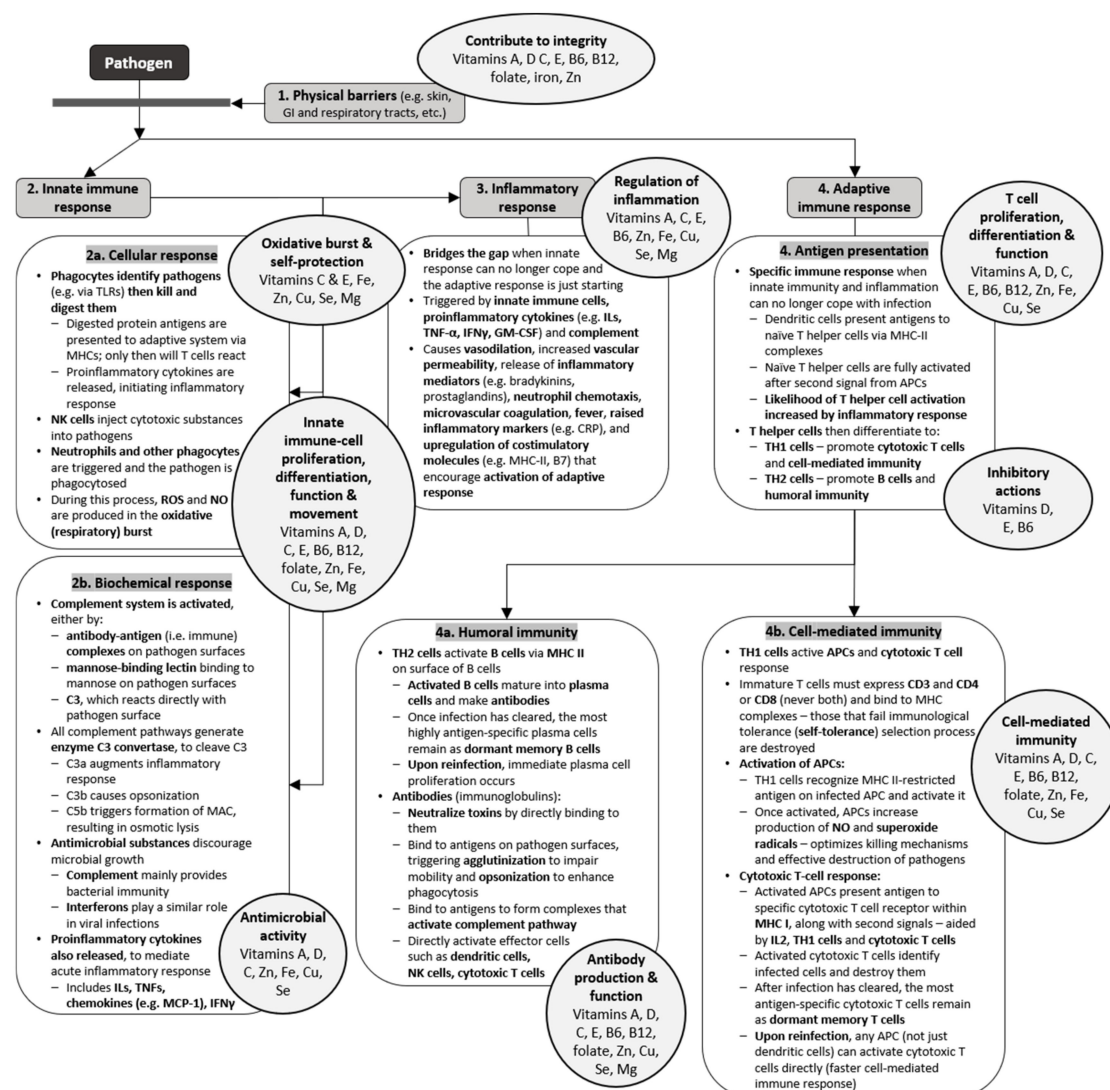 Contribute to integrity
Vitamins A, D C, E, B6, B12,
folate, iron, Zn
Pathogen
1. Physical barriers (e.g. skin,
GI and respiratory tracts, etc.)
2. Innate immune
response
3. Inflammatory
response
Regulation of
inflammation
Vitamins A, C, E,
B6, Zn, Fe, Cu,
Se, Mg
4. Adaptive
immune response
T cell
proliferation,
differentiation &
function
Vitamins A, D, C,
E, B6, B12, Zn, Fe,
Cu, Se
2a. Cellular response
• Phagocytes identify pathogens
(e.g. via TLRs) then kill and
digest them
– Digested protein antigens are
presented to adaptive system via
MHCs; only then will T cells react
– Proinflammatory cytokines are
released, initiating inflammatory
response
• NK cells inject cytotoxic substances
into pathogens
• Neutrophils and other phagocytes
are triggered and the pathogen is
phagocytosed
• During this process, ROS and NO
are produced in the oxidative
(respiratory) burst
Oxidative burst &
self-protection
Vitamins C & E, Fe,
Zn, Cu, Se, Mg
Innate
immune-cell
proliferation,
differentiation,
function &
movement
Vitamins A, D,
C, E, B6, B12,
folate, Zn, Fe,
Cu, Se, Mg
• Bridges the gap when innate
response can no longer cope and
the adaptive response is just starting
• Triggered by innate immune cells,
proinflammatory cytokines (e.g. ILs,
TNF-α, IFNγ, GM-CSF) and complement
• Causes vasodilation, increased vascular
permeability, release of inflammatory
mediators (e.g. bradykinins,
prostaglandins), neutrophil chemotaxis,
microvascular coagulation, fever, raised
inflammatory markers (e.g. CRP), and
upregulation of costimulatory
molecules (e.g. MHC-II, B7) that
encourage activation of adaptive
response
4. Antigen presentation
• Specific immune response when
innate immunity and inflammation
can no longer cope with infection
– Dendritic cells present antigens to
naïve T helper cells via MHC-II
complexes
– Naïve T helper cells are fully activated
after second signal from APCs
– Likelihood of T helper cell activation
increased by inflammatory response
• T helper cells then differentiate to:
– TH1 cells – promote cytotoxic T cells
and cell-mediated immunity
– TH2 cells – promote B cells and
humoral immunity
Inhibitory
actions
Vitamins D,
E, B6
2b. Biochemical response
• Complement system is activated,
either by:
– antibody-antigen (i.e. immune)
complexes on pathogen surfaces
– mannose-binding lectin binding to
mannose on pathogen surfaces
– C3, which reacts directly with
pathogen surface
• All complement pathways generate
enzyme C3 convertase, to cleave C3
– C3a augments inflammatory
response
– C3b causes opsonization
– C5b triggers formation of MAC,
resulting in osmotic lysis
• Antimicrobial substances discourage
microbial growth
– Complement mainly provides
bacterial immunity
– Interferons play a similar role
in viral infections
• Proinflammatory cytokines
also released, to mediate
acute inflammatory response
– Includes ILs, TNFs,
chemokines (e.g. MCP-1), IFNγ
Antimicrobial
activity
Vitamins A, D,
C, Zn, Fe, Cu,
Se
4a. Humoral immunity
• TH2 cells activate B cells via MHC II
on surface of B cells
– Activated B cells mature into plasma
cells and make antibodies
– Once infection has cleared, the most
highly antigen-specific plasma cells
remain as dormant memory B cells
– Upon reinfection, immediate plasma cell
proliferation occurs
• Antibodies (immunoglobulins):
– Neutralize toxins by directly binding to
them
– Bind to antigens on pathogen surfaces,
triggering agglutinization to impair
mobility and opsonization to enhance
phagocytosis
– Bind to antigens to form complexes that
activate complement pathway
– Directly activate effector cells
such as dendritic cells,
NK cells, cytotoxic T cells
Antibody
production &
function
Vitamins A, D,
C, E, B6, B12,
folate, Zn, Cu,
Se, Mg
4b. Cell-mediated immunity
• TH1 cells active APCs and cytotoxic T cell
response
• Immature T cells must express CD3 and CD4
or CD8 (never both) and bind to MHC
complexes – those that fail immunological
tolerance (self-tolerance) selection process
are destroyed
• Activation of APCs:
– TH1 cells recognize MHC II-restricted
antigen on infected APC and activate it
– Once activated, APCs increase
production of NO and superoxide
radicals – optimizes killing mechanisms
and effective destruction of pathogens
• Cytotoxic T-cell response:
– Activated APCs present antigen to
specific cytotoxic T cell receptor within
MHC I, along with second signals – aided
by IL2, TH1 cells and cytotoxic T cells
– Activated cytotoxic T cells identify
infected cells and destroy them
– After infection has cleared, the most
antigen-specific cytotoxic T cells remain
as dormant memory T cells
– Upon reinfection, any APC (not just
dendritic cells) can activate cytotoxic T
cells directly (faster cell-mediated
immune response)
Cell-mediated
immunity
Vitamins A, D, C,
E, B6, B12,
folate, Zn, Fe,
Cu, Se